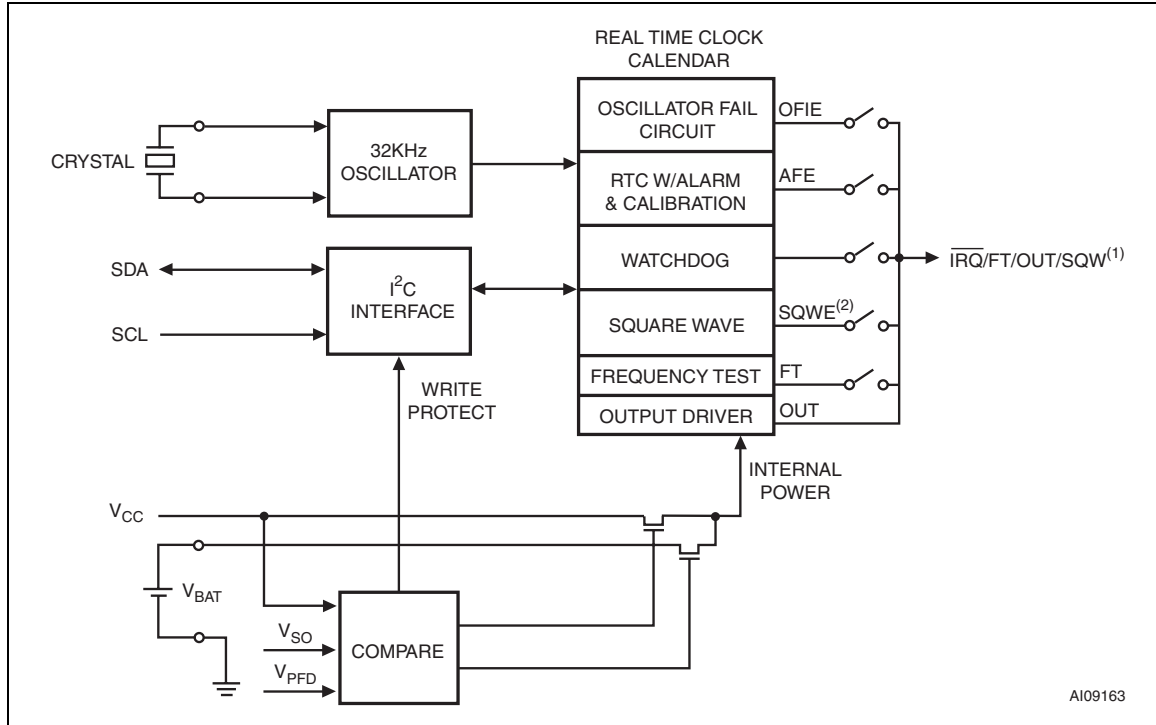 REAL TIME CLOCK
CALENDAR
CRYSTAL
32KHz
OSCILLATOR
OSCILLATOR FAIL
CIRCUIT
OFIE
RTC W/ALARM
& CALIBRATION
AFE
SDA
SCL
I²C
INTERFACE
WATCHDOG
IRQ/FT/OUT/SQW(1)
SQUARE WAVE
SQWE(2)
FREQUENCY TEST
FT
OUTPUT DRIVER
OUT
WRITE
PROTECT
INTERNAL
POWER
VCC
VBAT
VSO
VPFD
COMPARE
AI09163